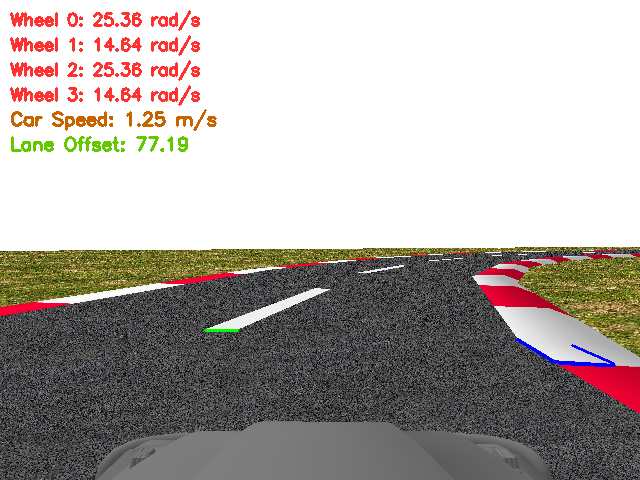 Wheel 0: 25.36 rad/s
Wheel 1: 14.64 rad/s
Wheel 2: 25.36 rad/s
Wheel 3: 14.64 rad/s
Car Speed: 1.25 m/s
Lane Offset: 77.19